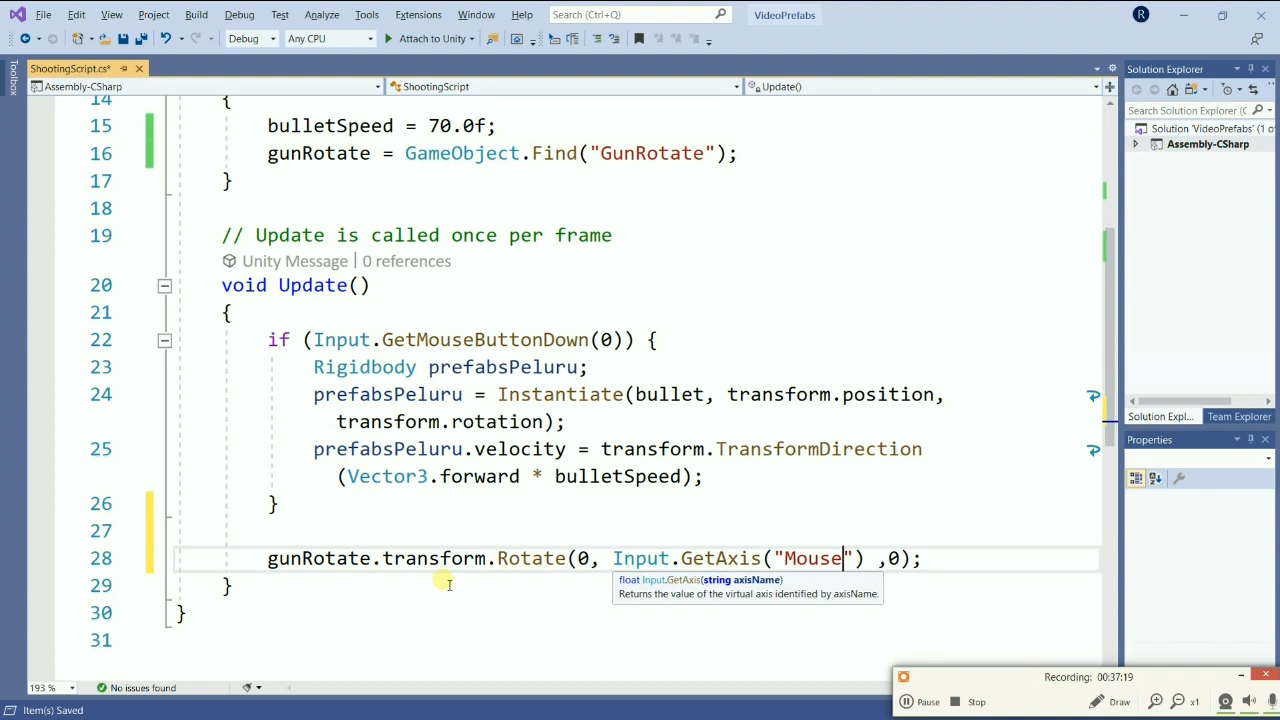 File Edit View Project Build Debug Test Analyze Tools Extensions Window Help Search (Ctrl+Q) VideoPrefabs R
Debug Any CPU Attach to Unity
Toolbox
ShootingScript.cs*
Assembly-CSharp ShootingScript Update()
14 {
15 bulletSpeed = 70.0f;
16 gunRotate = GameObject.Find("GunRotate");
17 }
18
19 // Update is called once per frame
Unity Message | 0 references
20 void Update()
21 {
22 if (Input.GetMouseButtonDown(0)) {
23 Rigidbody prefabsPeluru;
24 prefabsPeluru = Instantiate(bullet, transform.position,
transform.rotation);
25 prefabsPeluru.velocity = transform.TransformDirection
(Vector3.forward * bulletSpeed);
26 }
27
28 gunRotate.transform.Rotate(0, Input.GetAxis("Mouse") ,0);
float Input.GetAxis(string axisName)
Returns the value of the virtual axis identified by axisName.
29 }
30 }
31
193 % No issues found
Item(s) Saved
Solution Explorer
Search Solution Explorer (C
Solution 'VideoPrefabs' (1 o
Assembly-CSharp
Solution Expl... Team Explorer
Properties
Recording: 00:37:19
Pause Stop Draw x1